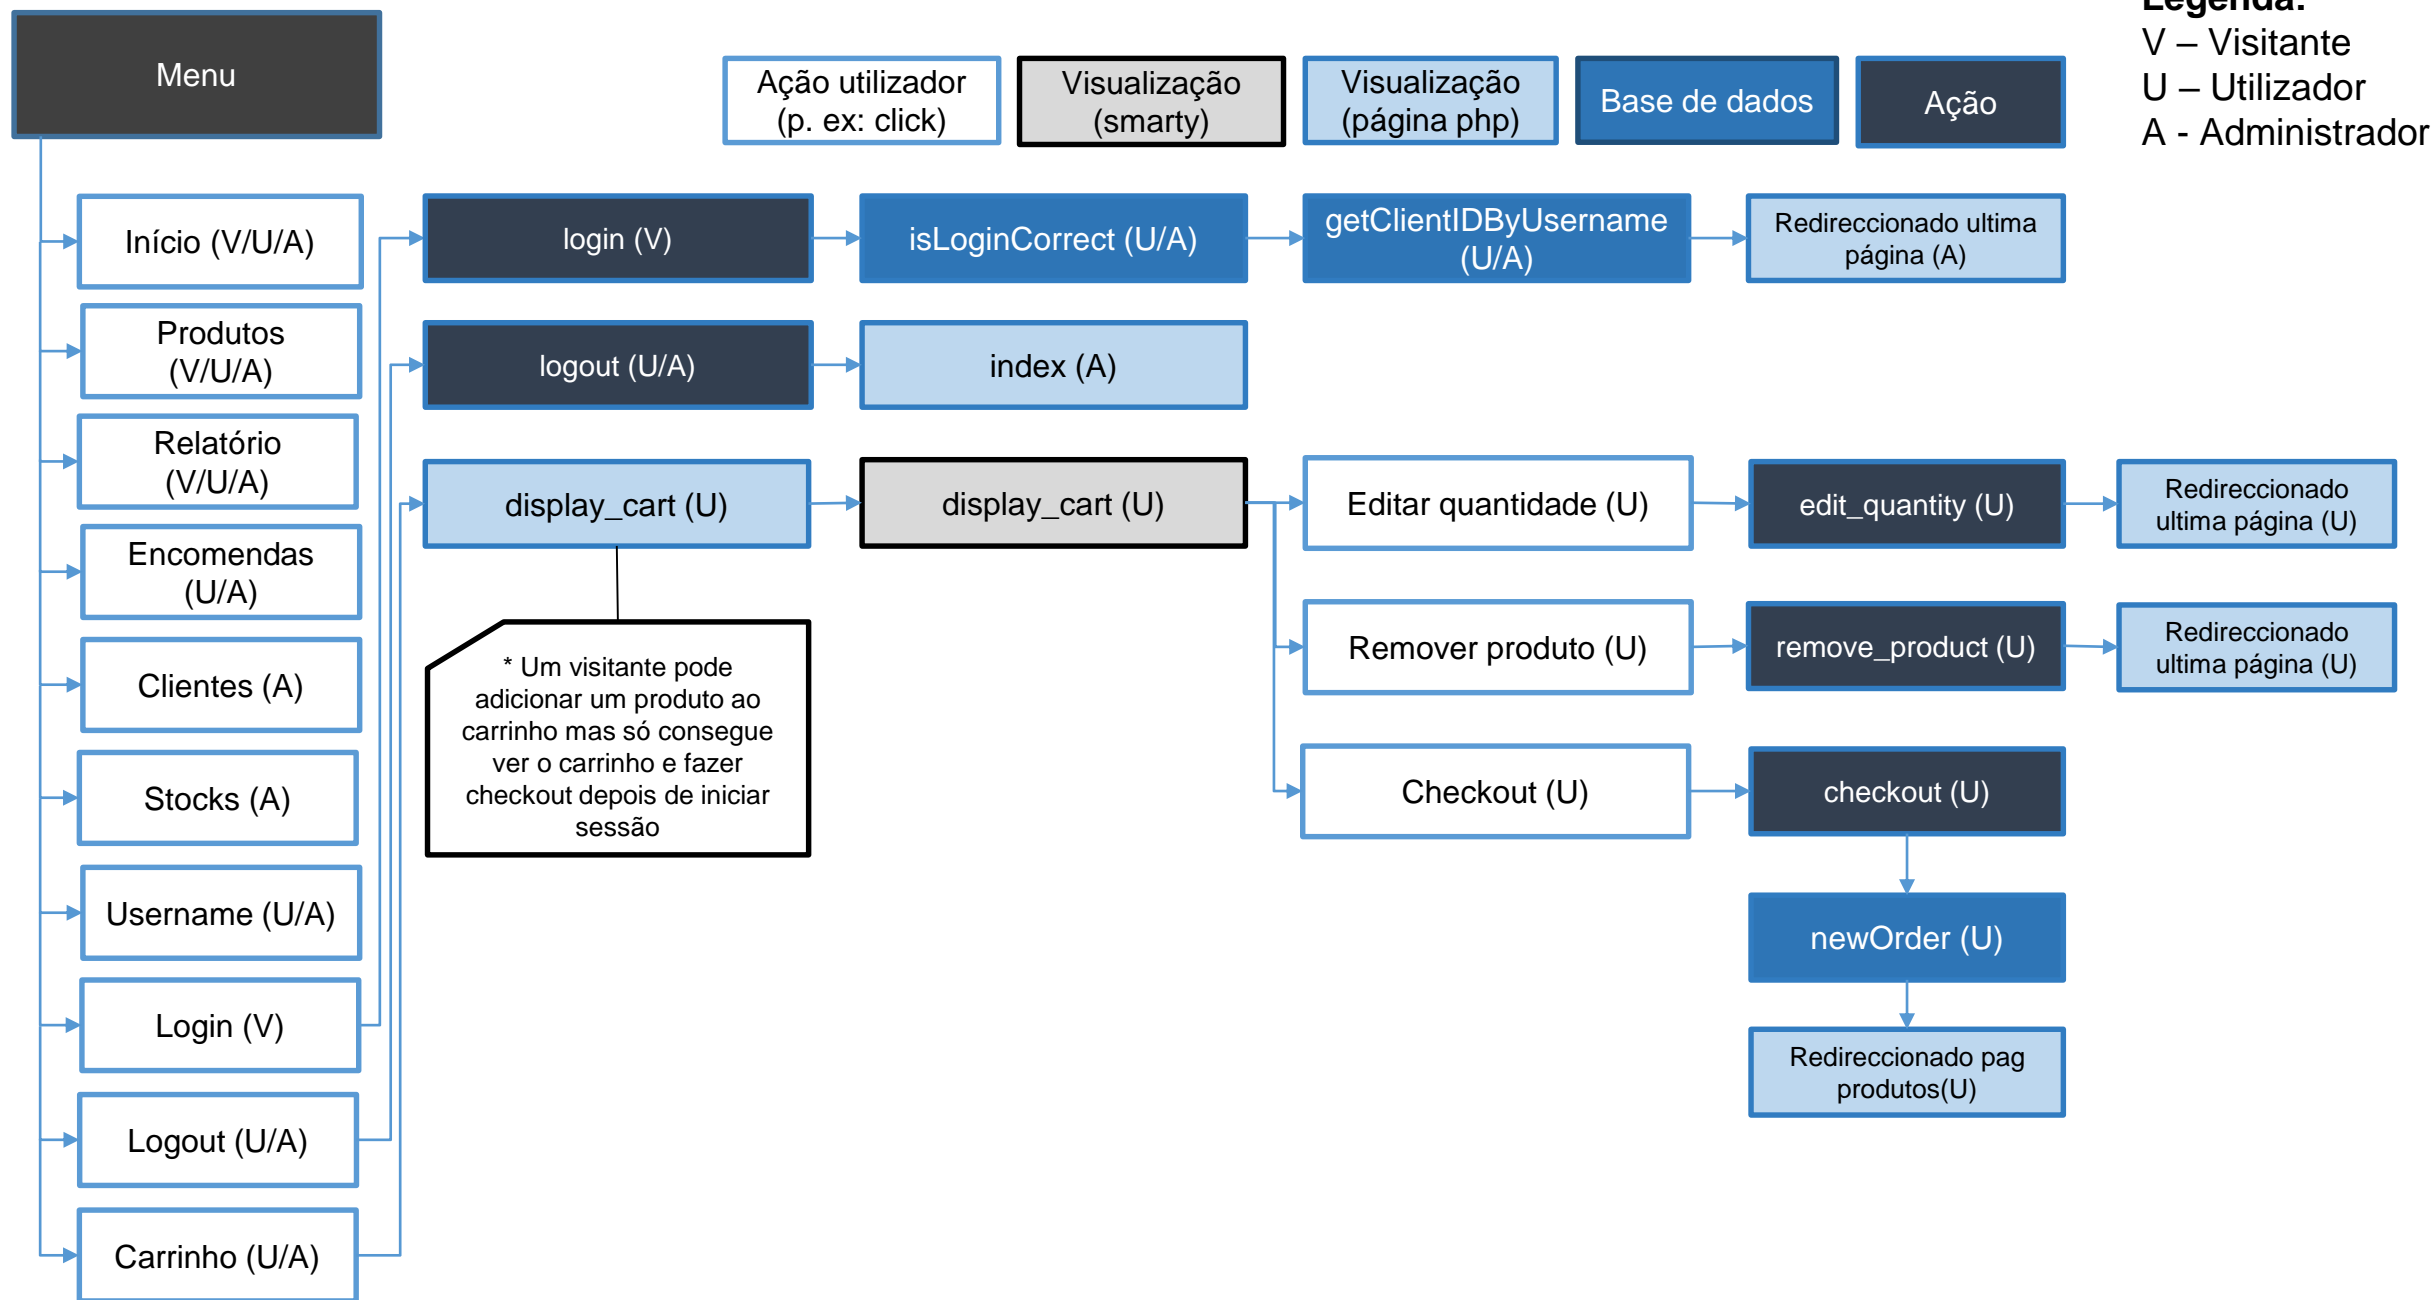 Menu
Ação utilizador
(p. ex: click)
Visualização
(smarty)
Visualização
(página php)
Base de dados
Ação
Legenda:
V – Visitante
U – Utilizador
A - Administrador
Início (V/U/A)
Produtos
(V/U/A)
Relatório
(V/U/A)
Encomendas
(U/A)
Clientes (A)
Stocks (A)
Username (U/A)
Login (V)
Logout (U/A)
Carrinho (U/A)
login (V)
isLoginCorrect (U/A)
getClientIDByUsername
(U/A)
Redireccionado ultima
página (A)
logout (U/A)
index (A)
display_cart (U)
display_cart (U)
Editar quantidade (U)
edit_quantity (U)
Redireccionado
ultima página (U)
* Um visitante pode
adicionar um produto ao
carrinho mas só consegue
ver o carrinho e fazer
checkout depois de iniciar
sessão
Remover produto (U)
remove_product (U)
Redireccionado
ultima página (U)
Checkout (U)
checkout (U)
newOrder (U)
Redireccionado pag
produtos(U)